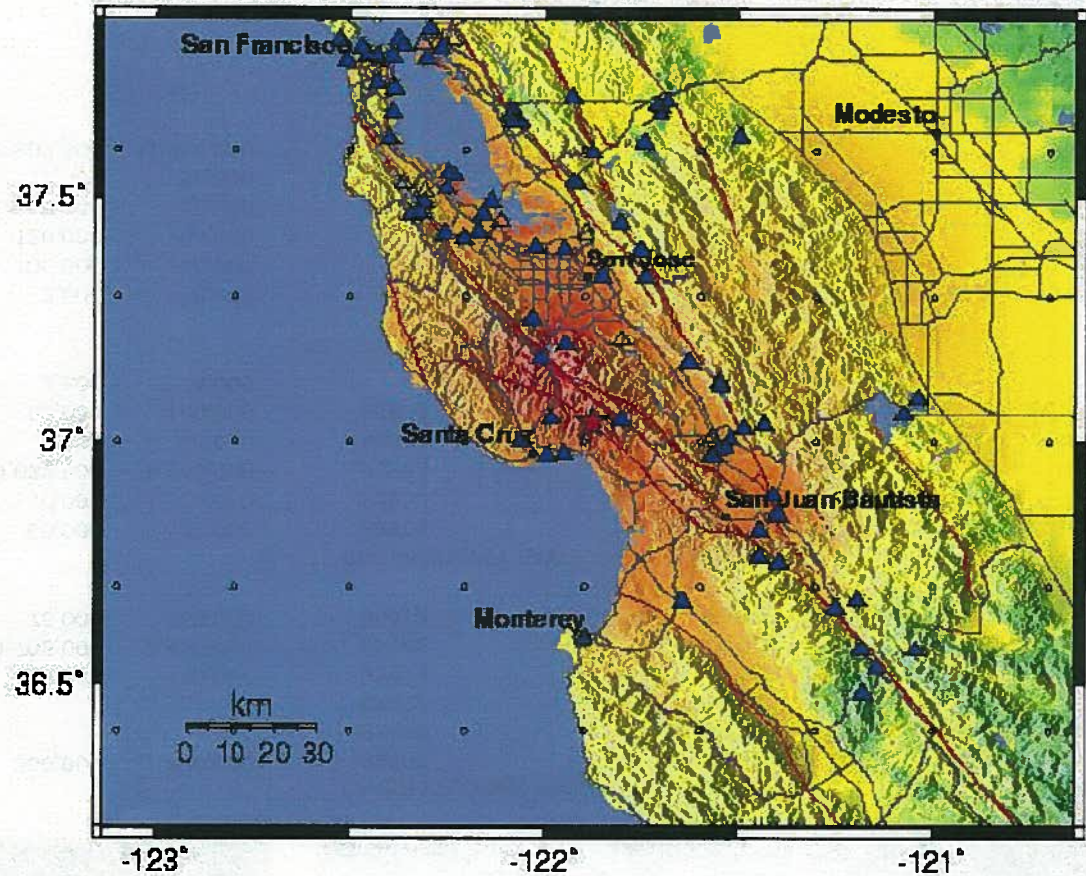 San Francisco
Modesto
37.5°
San Jose
37°
Santa Cruz
San Juan Bautista
Monterey
36.5°
km
0 10 20 30
-123°
-122°
-121°